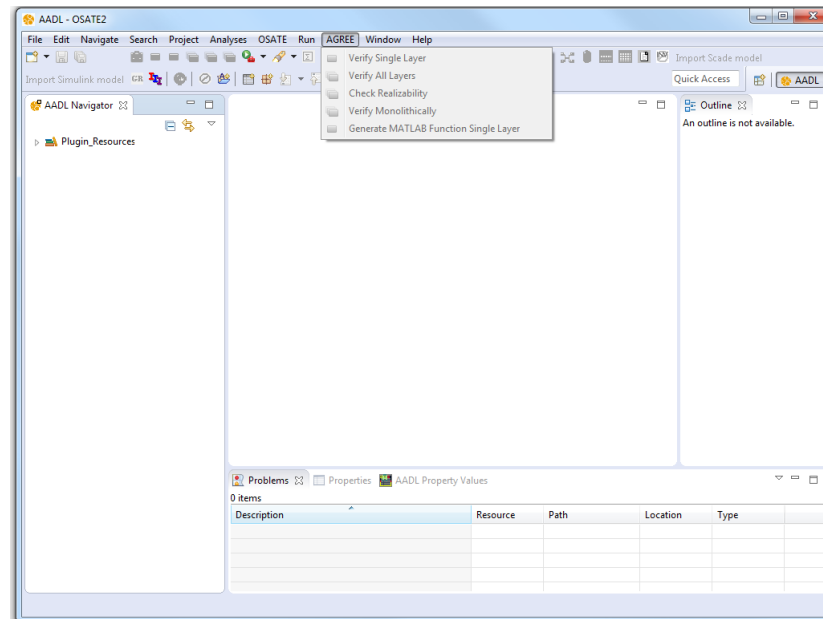 AADL - OSATE2
File Edit Navigate Search Project Analyses OSATE Run AGREE Window Help
Import Scade model
Import Simulink model GR
Quick Access
AADL
Verify Single Layer
Verify All Layers
Check Realizability
Verify Monolithically
Generate MATLAB Function Single Layer
AADL Navigator
Plugin_Resources
Outline
An outline is not available.
Problems Properties AADL Property Values
0 items
Description Resource Path Location Type